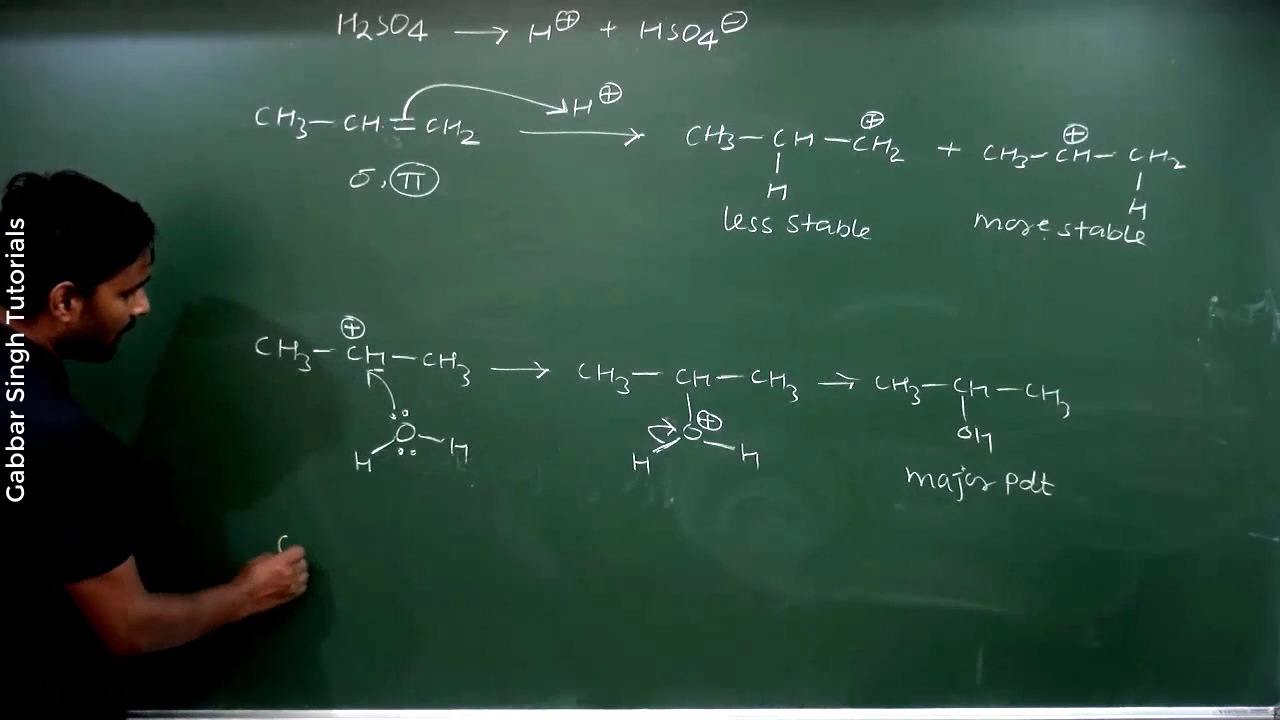 H2SO4 → H⊕ + HSO4⊖
CH3–CH=CH2 H⊕ → CH3–CH–CH2⊕ + CH3–CH⊕–CH2
σ, π
H H
less stable more stable
CH3–CH⊕–CH3 → CH3–CH–CH3 → CH3–CH–CH3
O O⊕ OH
H H H H
major pdt
Gabbar Singh Tutorials